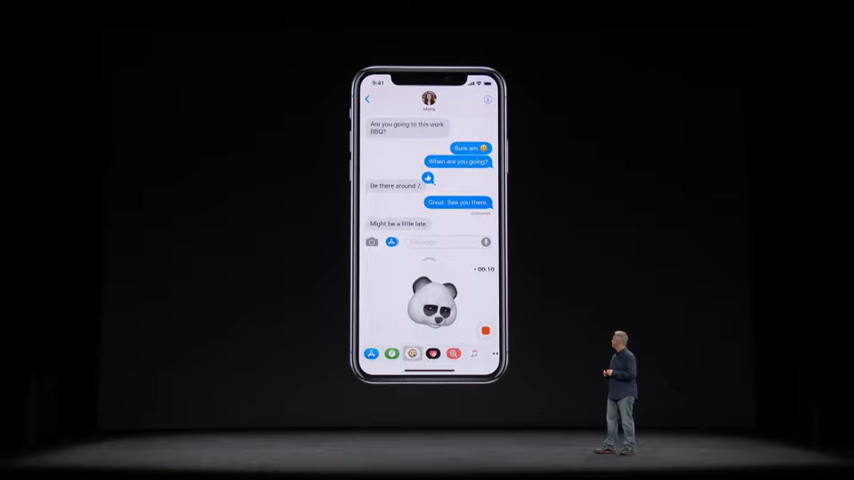 9:41
Maria
Are you going to this work
BBQ?
Sure am.
When are you going?
Be there around 7.
Great. See you there.
Delivered
Might be a little late.
iMessage
00:10